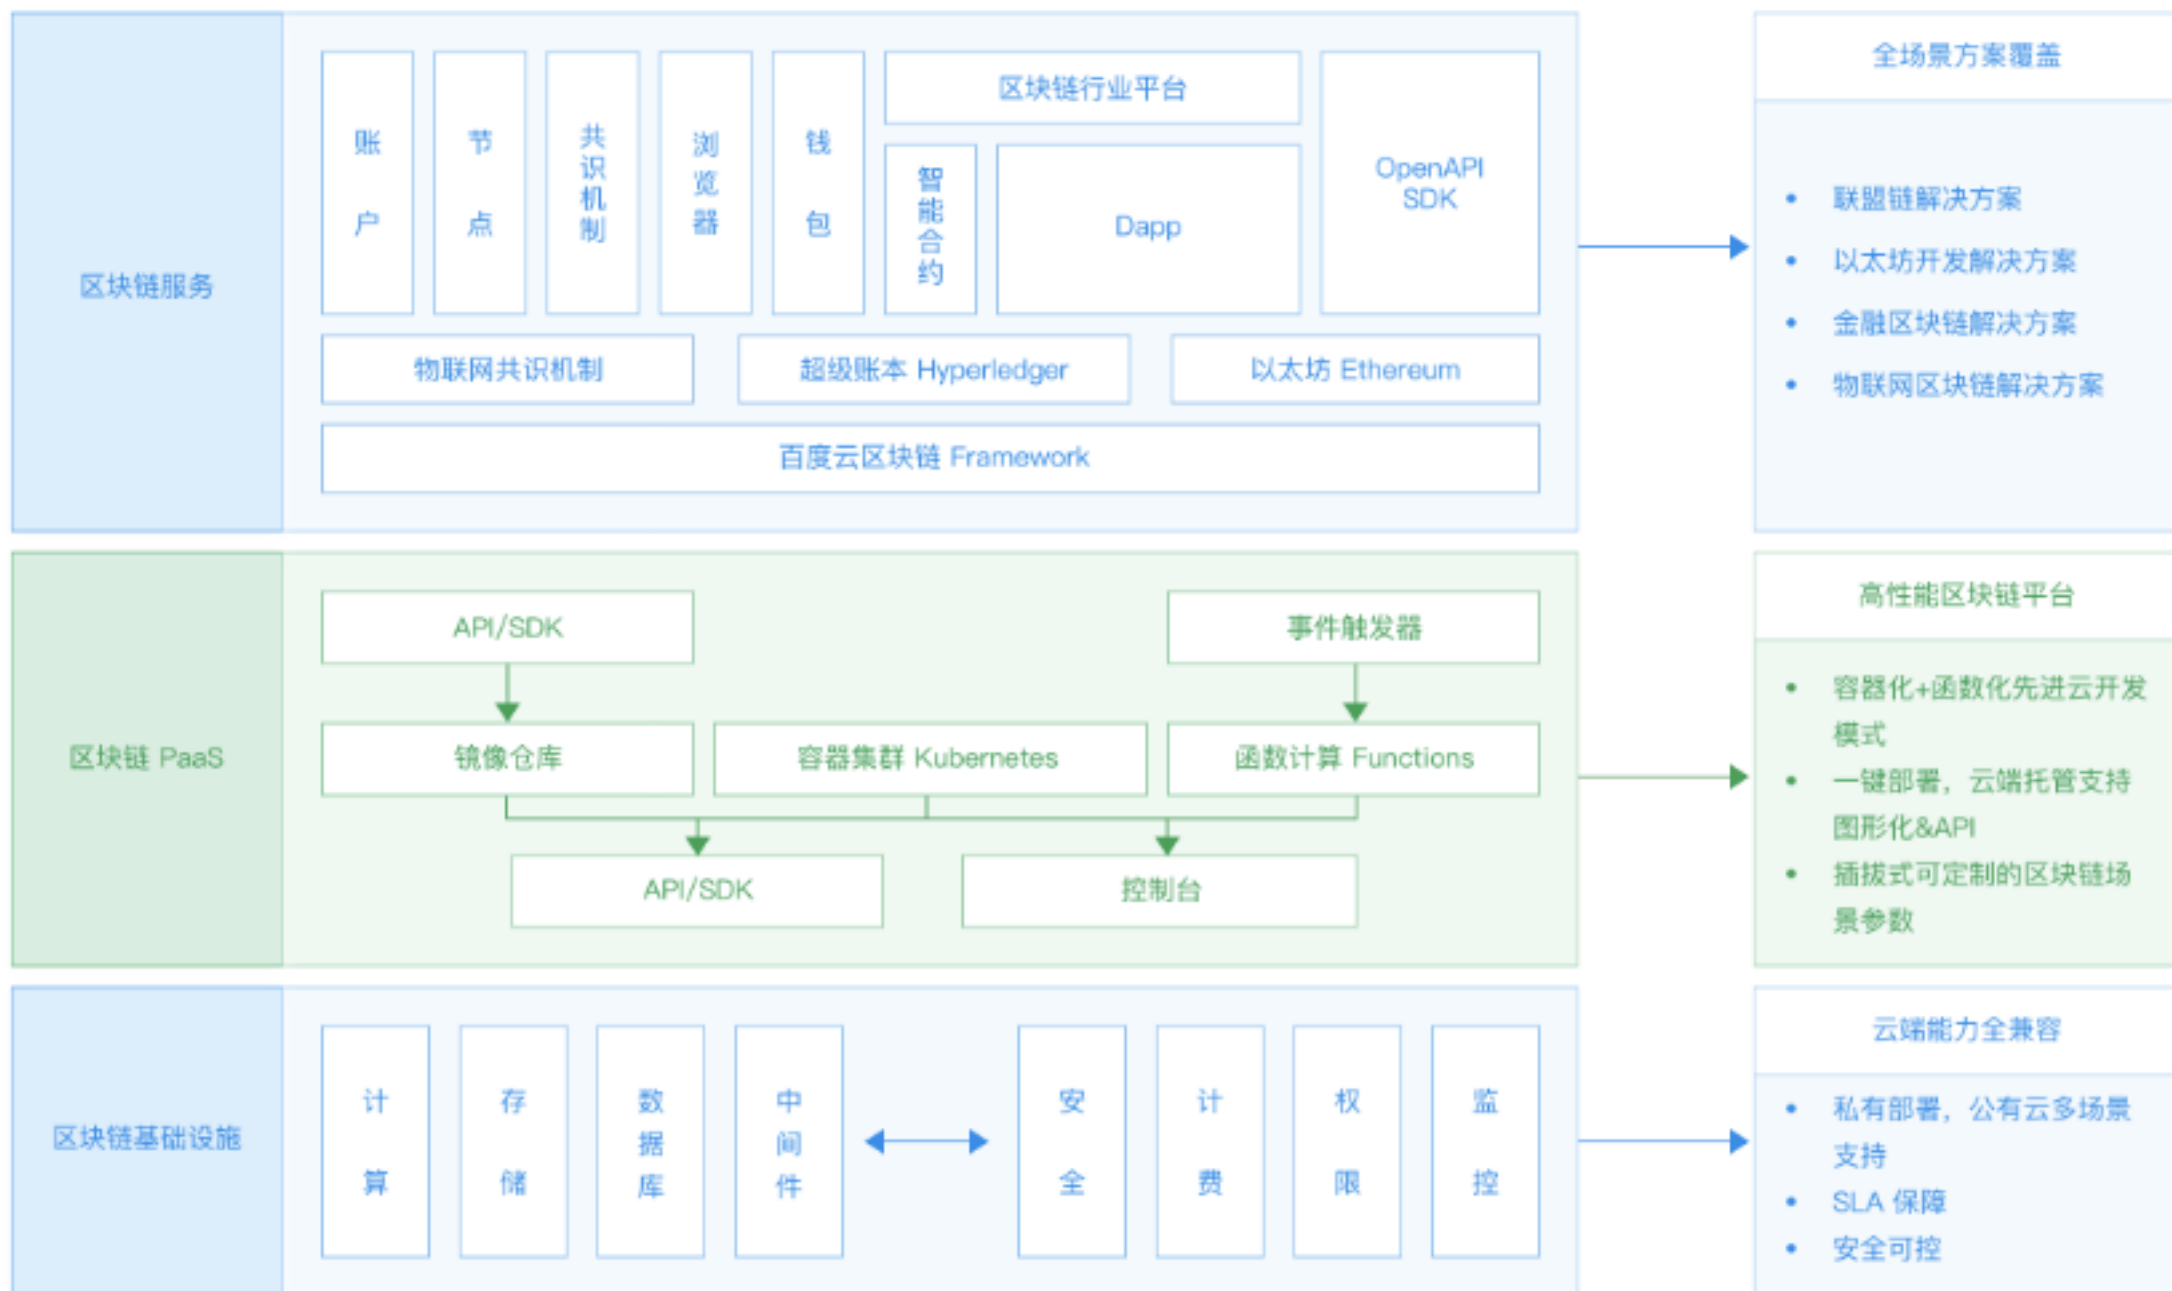 区块链服务
账户
节点
共识机制
浏览器
钱包
区块链行业平台
智能合约
Dapp
OpenAPI
SDK
物联网共识机制
超级账本 Hyperledger
以太坊 Ethereum
百度云区块链 Framework
全场景方案覆盖
• 联盟链解决方案
• 以太坊开发解决方案
• 金融区块链解决方案
• 物联网区块链解决方案
区块链 PaaS
API/SDK
事件触发器
镜像仓库
容器集群 Kubernetes
函数计算 Functions
API/SDK
控制台
高性能区块链平台
• 容器化+函数化先进云开发
模式
• 一键部署，云端托管支持
图形化&API
• 插拔式可定制的区块链场
景参数
区块链基础设施
计算
存储
数据库
中间件
安全
计费
权限
监控
云端能力全兼容
• 私有部署，公有云多场景
支持
• SLA 保障
• 安全可控